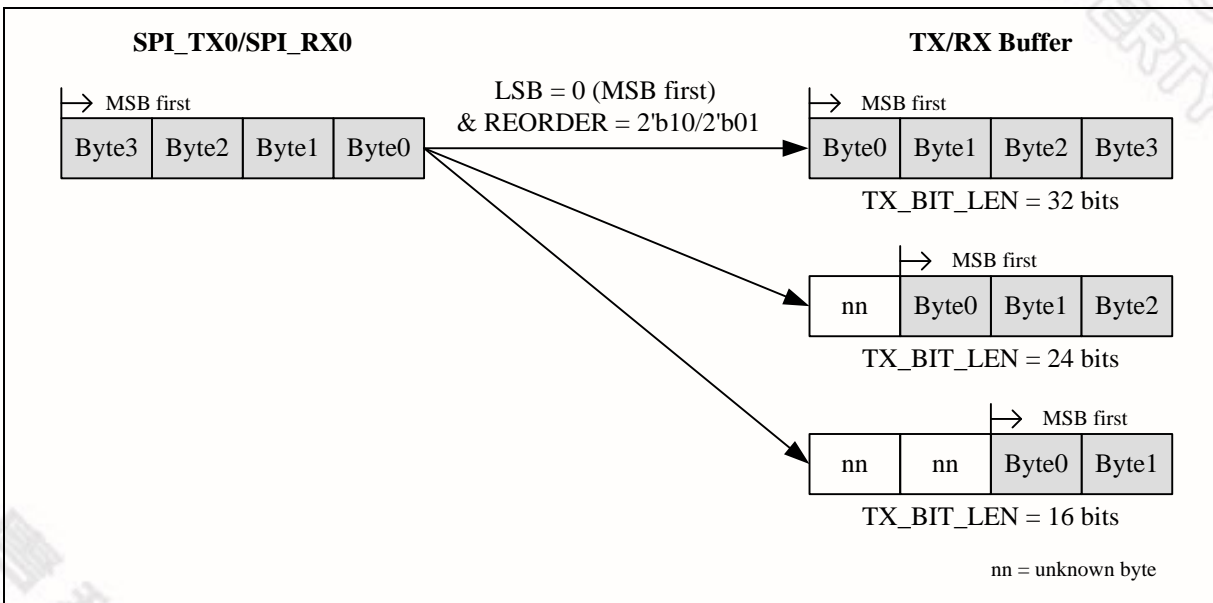 SPI_TX0/SPI_RX0
TX/RX Buffer
MSB first
LSB = 0 (MSB first)
& REORDER = 2'b10/2'b01
MSB first
Byte3 Byte2 Byte1 Byte0
Byte0 Byte1 Byte2 Byte3
TX_BIT_LEN = 32 bits
MSB first
nn Byte0 Byte1 Byte2
TX_BIT_LEN = 24 bits
MSB first
nn nn Byte0 Byte1
TX_BIT_LEN = 16 bits
nn = unknown byte